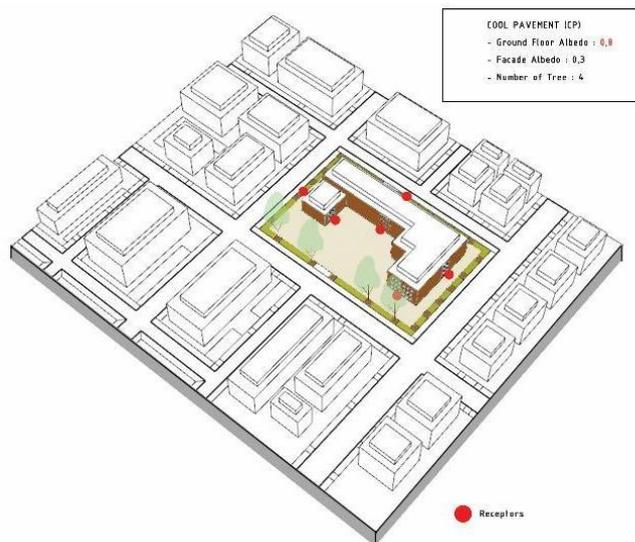 COOL PAVEMENT (CP)
- Ground Floor Albedo : 0,8
- Facade Albedo : 0,3
- Number of Tree : 4
Receptors